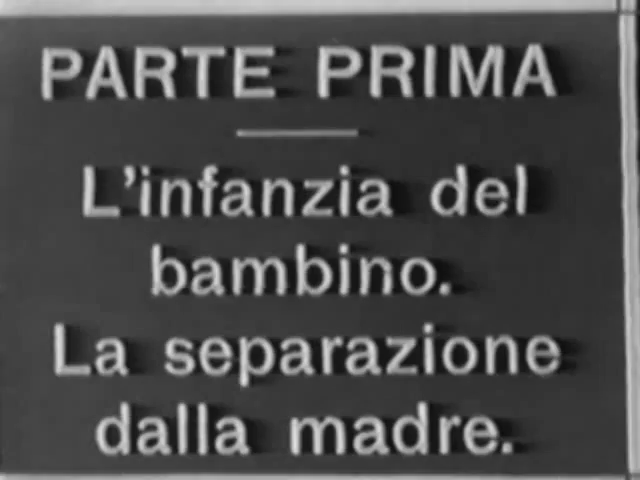 PARTE PRIMA
L'infanzia del
bambino.
La separazione
dalla madre.